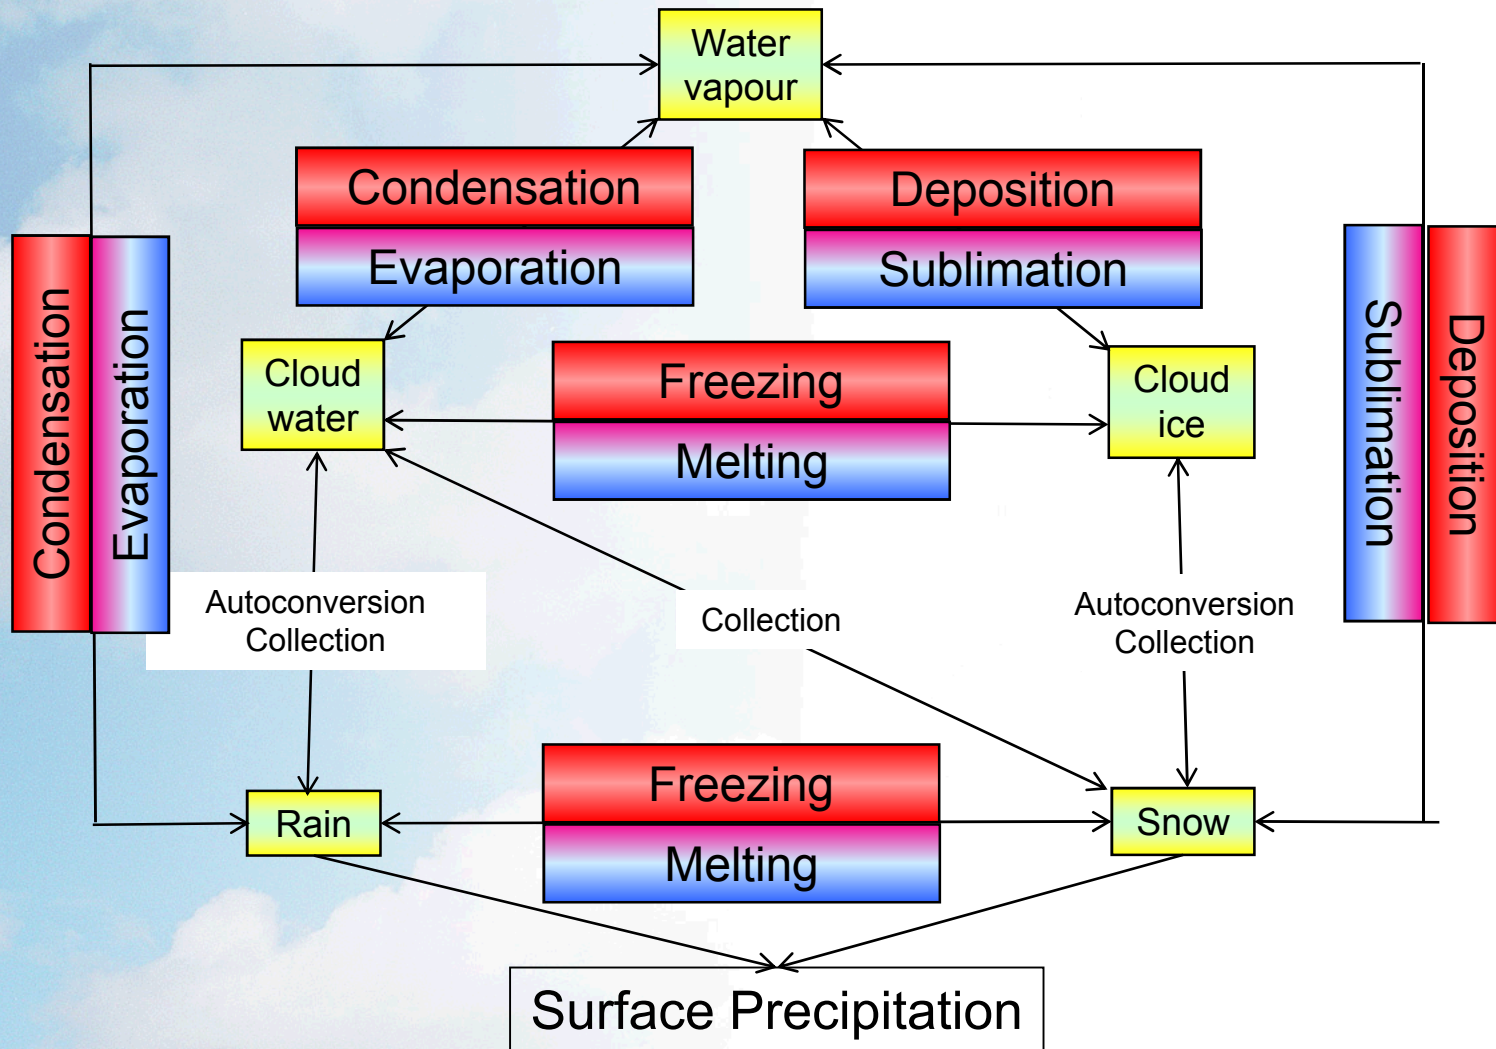 Water
vapour
Condensation
Evaporation
Deposition
Sublimation
Condensation
Evaporation
Cloud
water
Freezing
Melting
Cloud
ice
Sublimation
Deposition
Autoconversion
Collection
Collection
Autoconversion
Collection
Rain
Freezing
Melting
Snow
Surface Precipitation